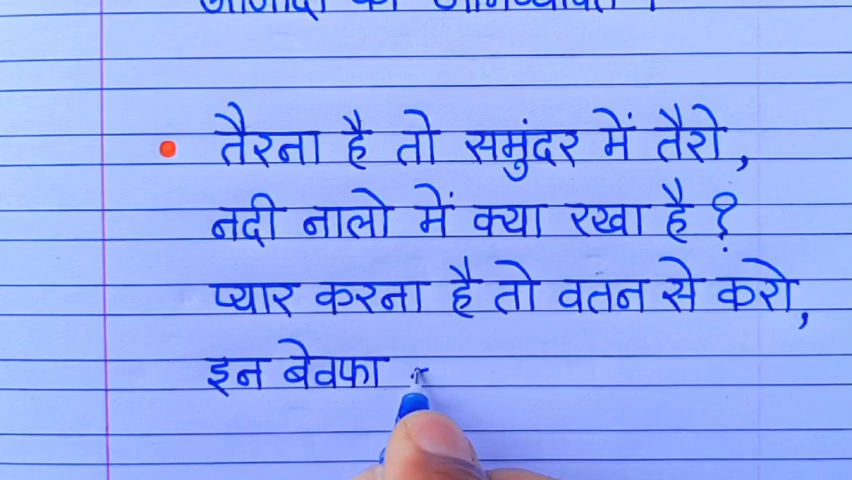 तैरना है तो समुंदर में तैरो,
नदी नालो में क्या रखा है ?
प्यार करना है तो वतन से करो,
इन बेवफा